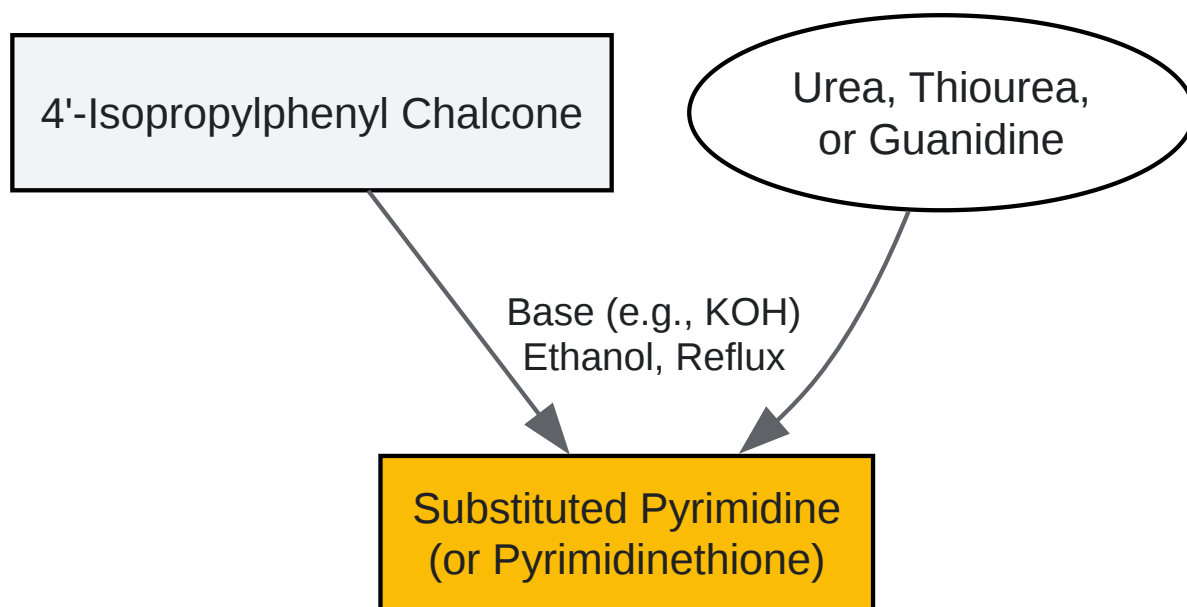 4'-Isopropylphenyl Chalcone
Urea, Thiourea,
or Guanidine
Base (e.g., KOH)
Ethanol, Reflux
Substituted Pyrimidine
(or Pyrimidinethione)